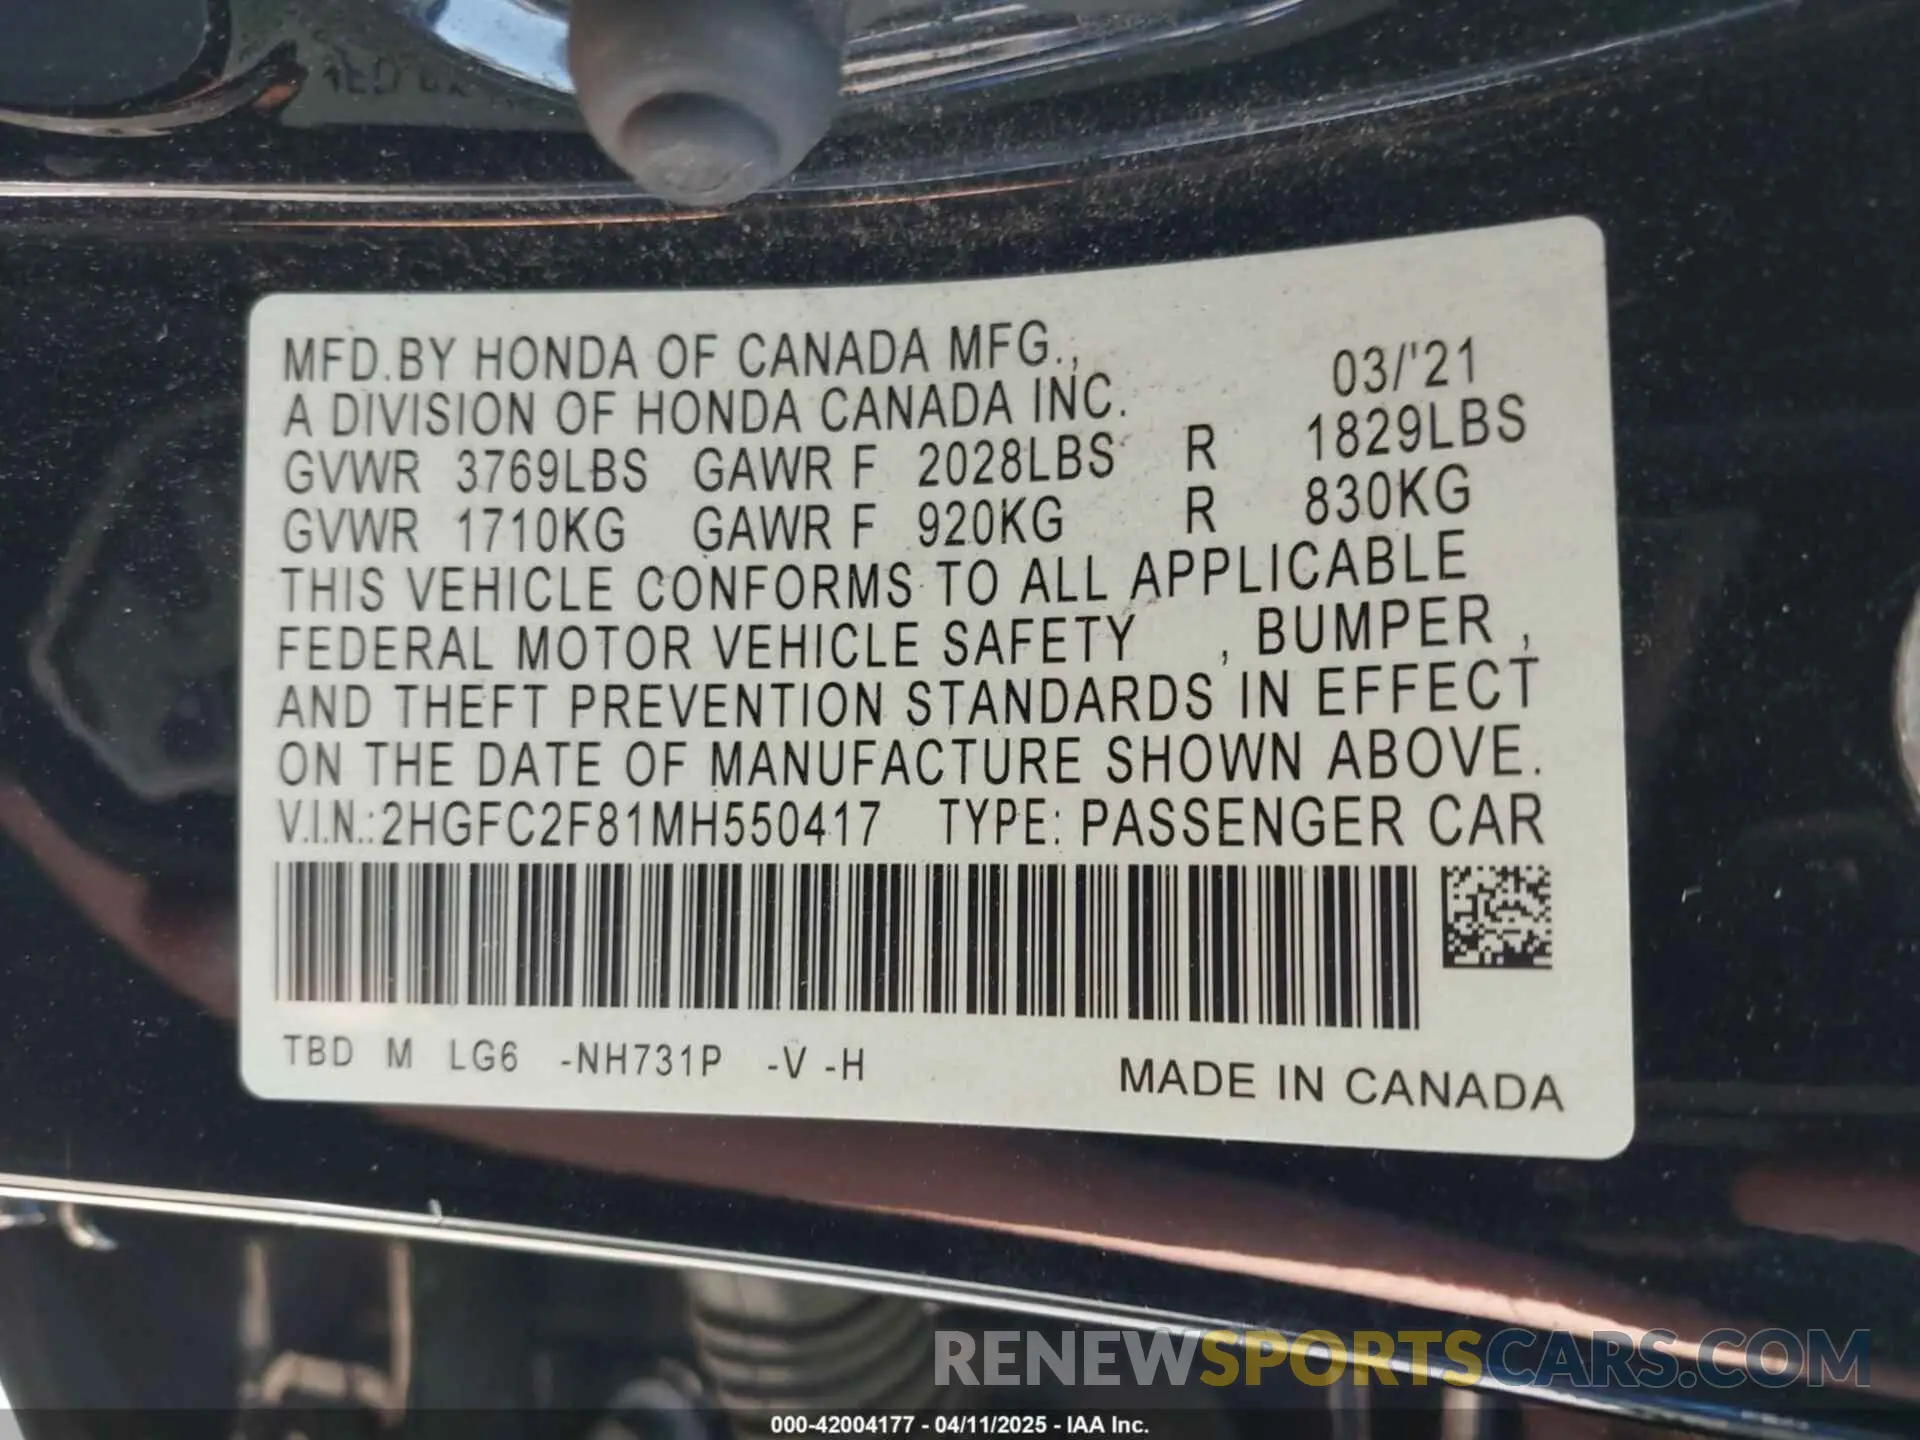 MFD.BY HONDA OF CANADA MFG.,
A DIVISION OF HONDA CANADA INC. 03/'21
GVWR 3769LBS GAWR F 2028LBS R 1829LBS
GVWR 1710KG GAWR F 920KG R 830KG
THIS VEHICLE CONFORMS TO ALL APPLICABLE
FEDERAL MOTOR VEHICLE SAFETY , BUMPER ,
AND THEFT PREVENTION STANDARDS IN EFFECT
ON THE DATE OF MANUFACTURE SHOWN ABOVE.
V.I.N.:2HGFC2F81MH550417 TYPE: PASSENGER CAR
TBD M LG6 -NH731P -V -H
MADE IN CANADA
RENEWSPORTSCARS.COM
000-42004177 - 04/11/2025 - IAA Inc.